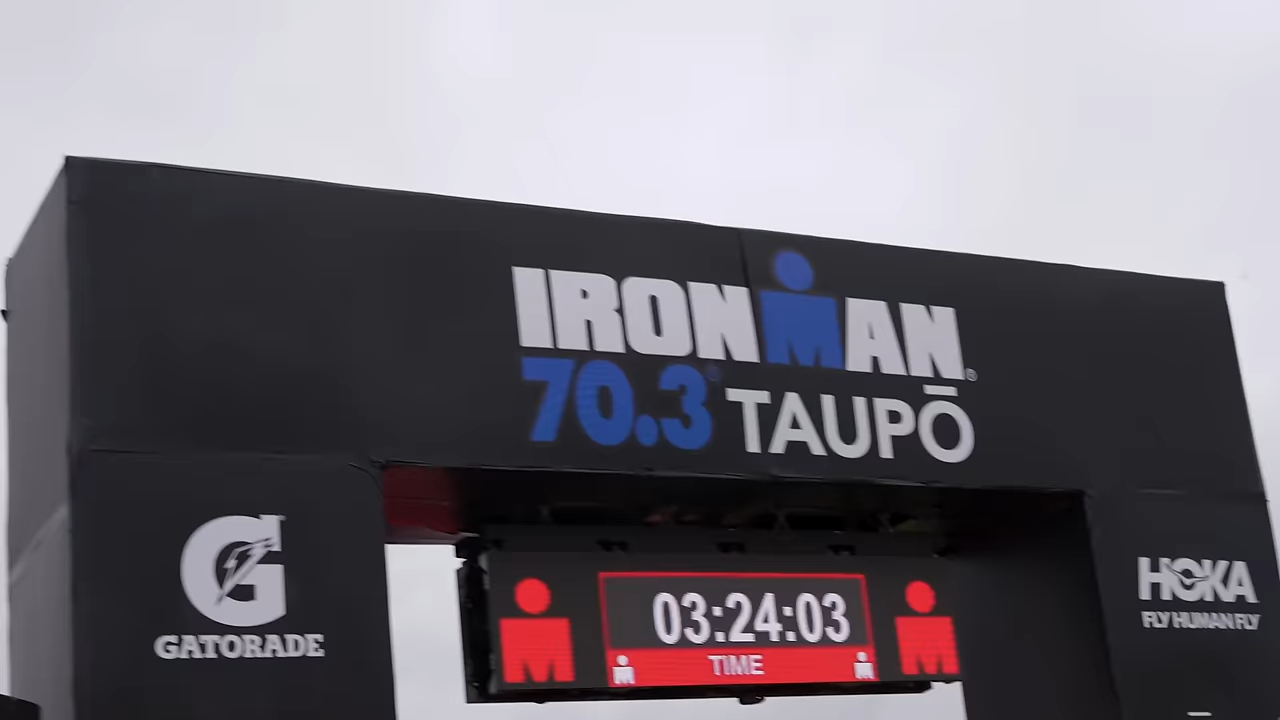 IRONMAN®
70.3 TAUPŌ
G
GATORADE
HOKA
FLY HUMAN FLY
03:24:03
TIME